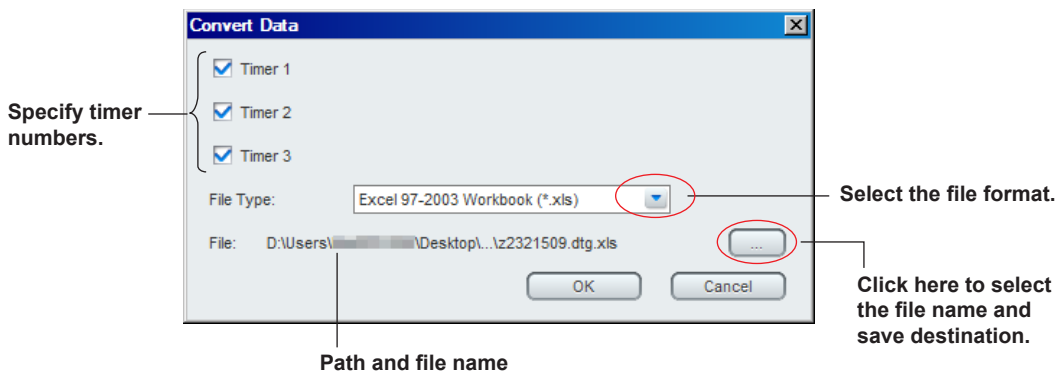 Convert Data
Timer 1
Specify timer
numbers.
Timer 2
Timer 3
File Type:
Excel 97-2003 Workbook (*.xls)
Select the file format.
File:
D:\Users\ \Desktop\...\z2321509.dtg.xls
...
OK
Cancel
Click here to select
the file name and
save destination.
Path and file name